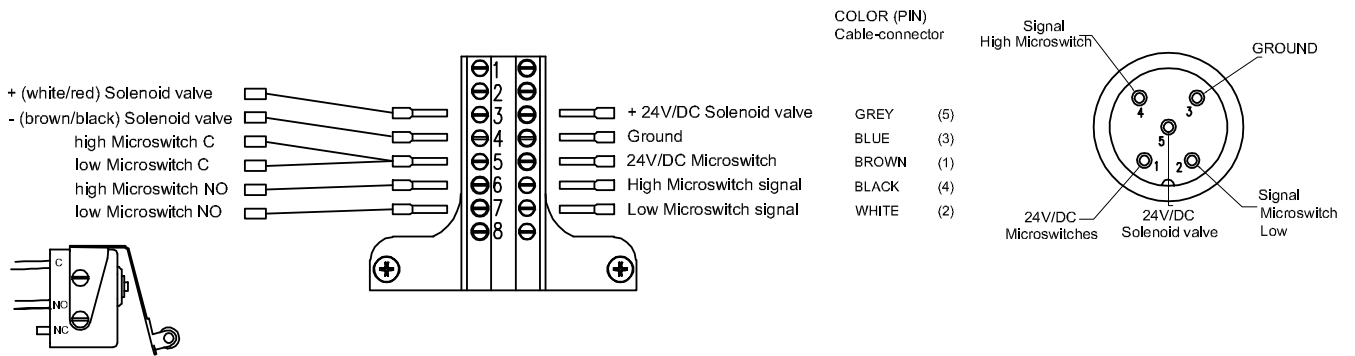 COLOR (PIN)
Cable-connector
+ (white/red) Solenoid valve
- (brown/black) Solenoid valve
high Microswitch C
low Microswitch C
high Microswitch NO
low Microswitch NO
1
2
3
4
5
6
7
8
+ 24V/DC Solenoid valve GREY (5)
Ground BLUE (3)
24V/DC Microswitch BROWN (1)
High Microswitch signal BLACK (4)
Low Microswitch signal WHITE (2)
Signal
High Microswitch
GROUND
4
3
5
1
2
24V/DC
Microswitches
24V/DC
Solenoid valve
Signal
Microswitch
Low
C
NO
NC